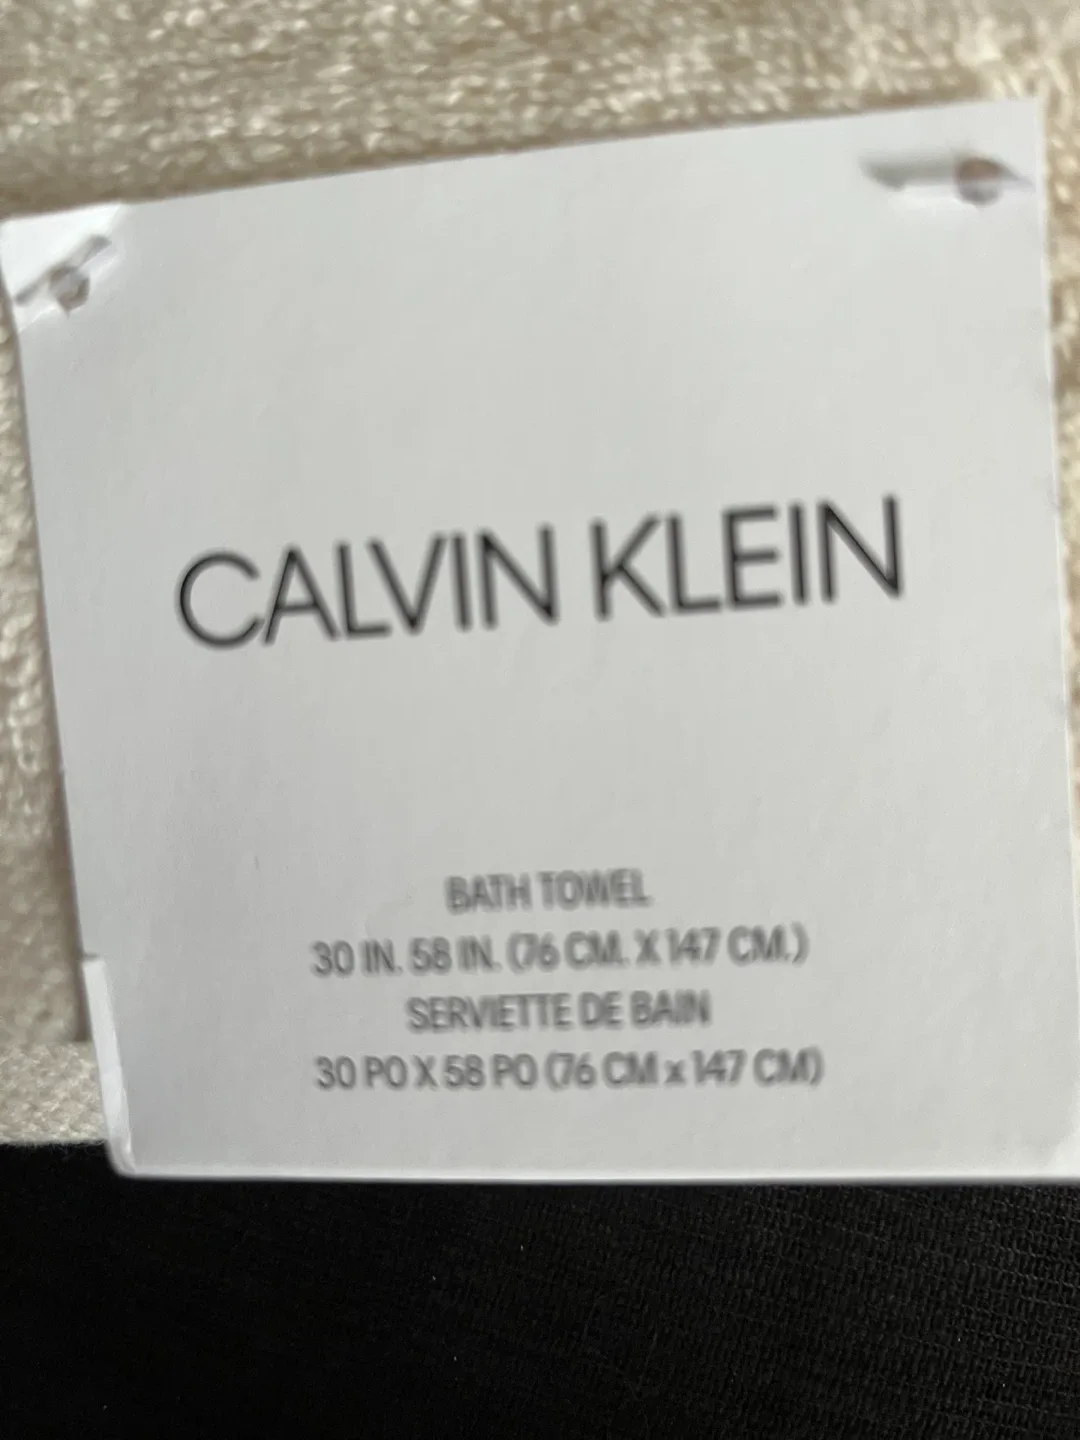 CALVIN KLEIN
BATH TOWEL
30 IN. 58 IN. (76 CM. X 147 CM.)
SERVIETTE DE BAIN
30 PO X 58 PO (76 CM x 147 CM)